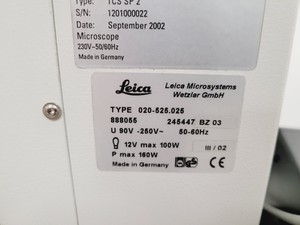 Type: TCS SP 2
S/N: 1201000022
Date: September 2002
Microscope
230V~50/60Hz
Made in Germany
Leica
Leica Microsystems
Wetzlar GmbH
TYPE 020-525.025
888055 245447 BZ 03
U 90V -250V~ 50-60Hz
12V max 100W III / 02
P max 160W
Made in Germany